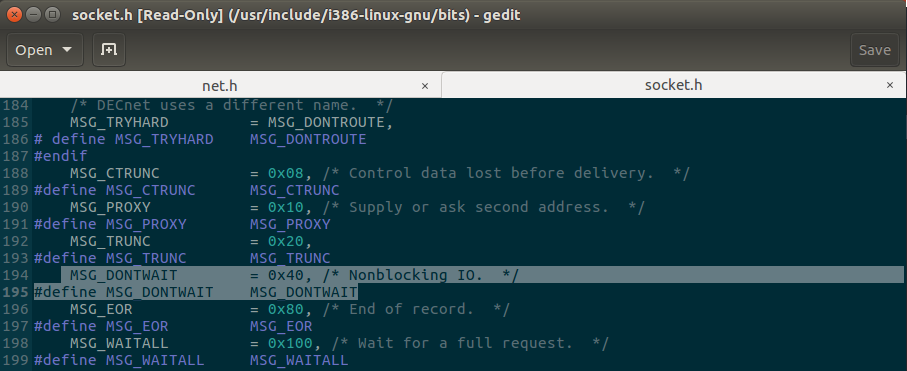 socket.h [Read-Only] (/usr/include/i386-linux-gnu/bits) - gedit
Open Save
net.h × socket.h ×
184 /* DECnet uses a different name.  */
185 MSG_TRYHARD = MSG_DONTROUTE,
186 # define MSG_TRYHARD MSG_DONTROUTE
187 #endif
188 MSG_CTRUNC = 0x08, /* Control data lost before delivery.  */
189 #define MSG_CTRUNC MSG_CTRUNC
190 MSG_PROXY = 0x10, /* Supply or ask second address.  */
191 #define MSG_PROXY MSG_PROXY
192 MSG_TRUNC = 0x20,
193 #define MSG_TRUNC MSG_TRUNC
194 MSG_DONTWAIT = 0x40, /* Nonblocking IO.  */
195 #define MSG_DONTWAIT MSG_DONTWAIT
196 MSG_EOR = 0x80, /* End of record.  */
197 #define MSG_EOR MSG_EOR
198 MSG_WAITALL = 0x100, /* Wait for a full request.  */
199 #define MSG_WAITALL MSG_WAITALL